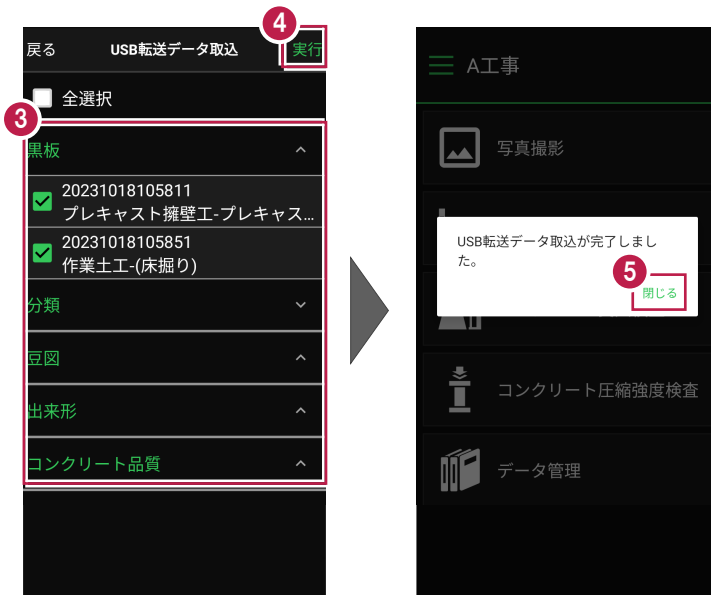 4
戻る USB転送データ取込 実行
全選択
3
黒板
20231018105811
プレキャスト擁壁工-プレキャス...
20231018105851
作業土工-(床掘り)
分類
豆図
出来形
コンクリート品質
A工事
写真撮影
USB転送データ取込が完了しまし
た。
5
閉じる
コンクリート圧縮強度検査
データ管理